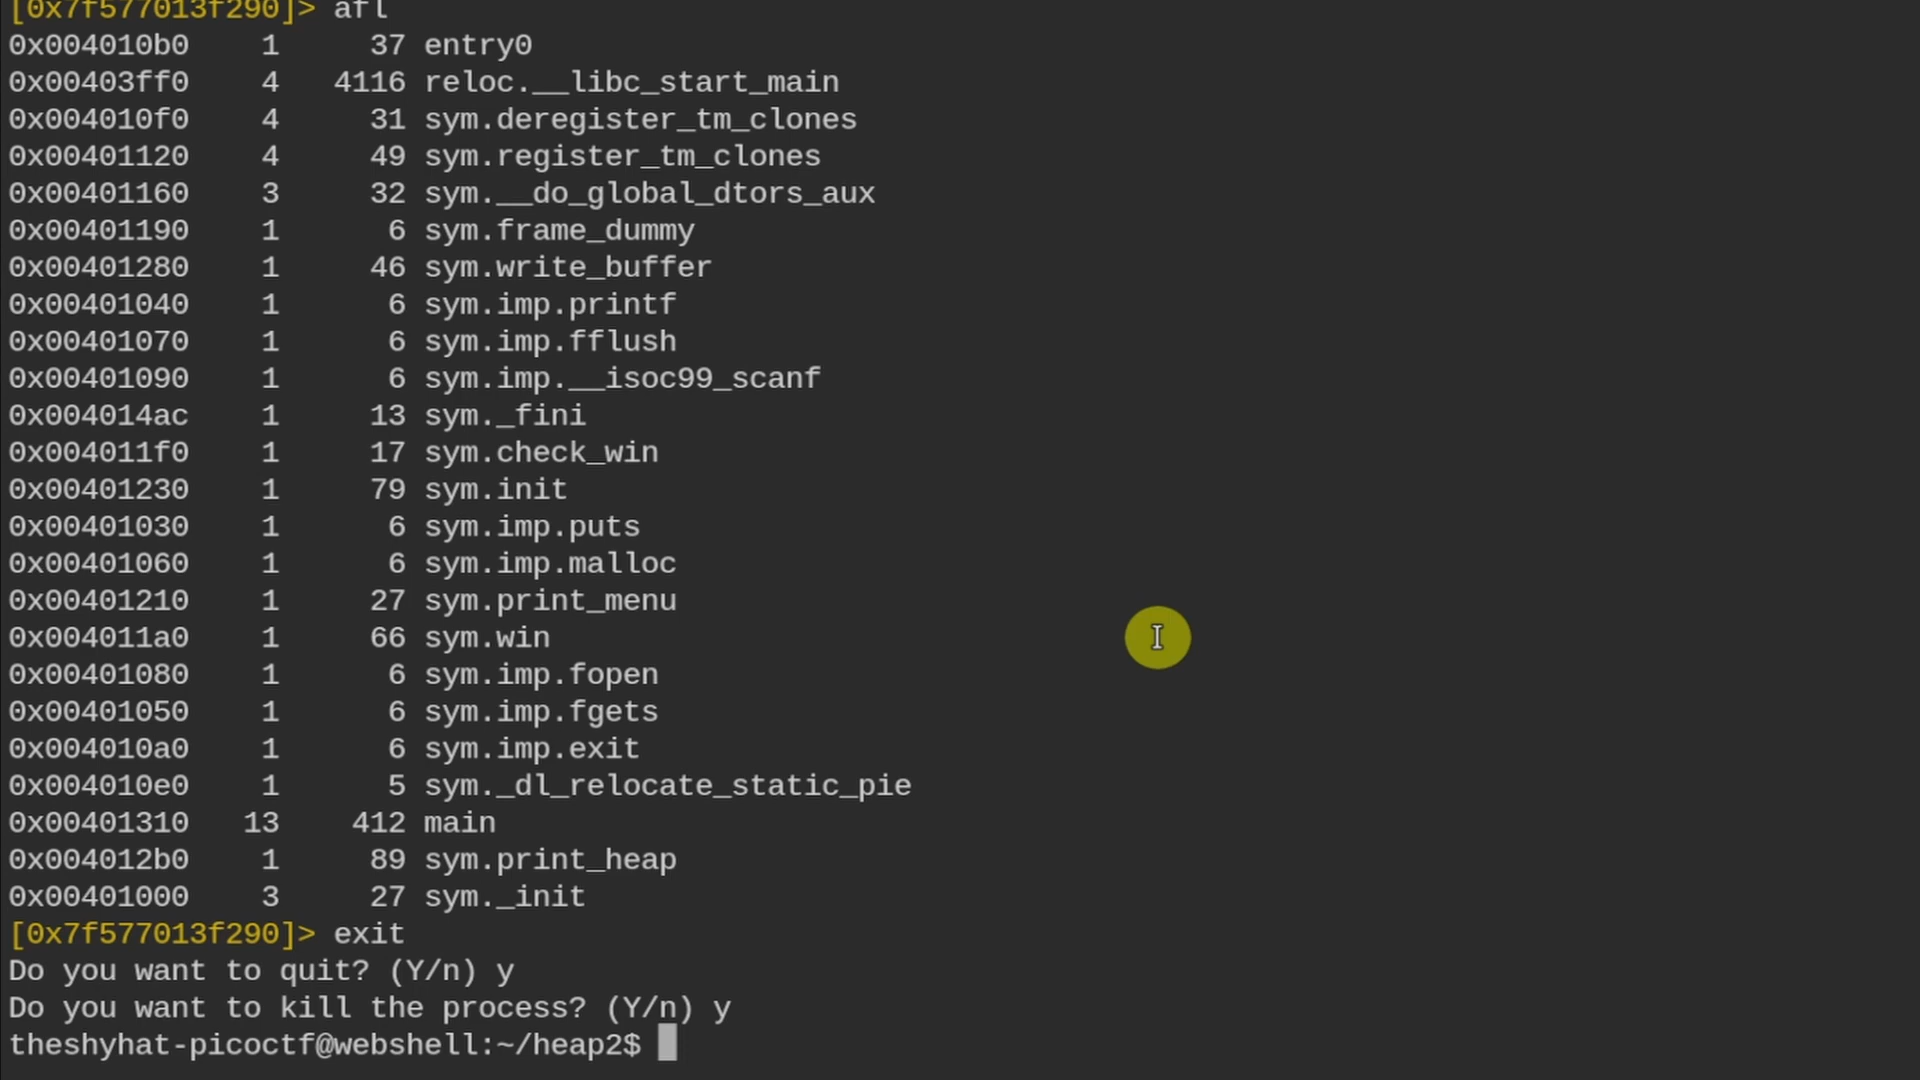 [0x7f577013f290]> afl
0x004010b0    1     37 entry0
0x00403ff0    4   4116 reloc.__libc_start_main
0x004010f0    4     31 sym.deregister_tm_clones
0x00401120    4     49 sym.register_tm_clones
0x00401160    3     32 sym.__do_global_dtors_aux
0x00401190    1      6 sym.frame_dummy
0x00401280    1     46 sym.write_buffer
0x00401040    1      6 sym.imp.printf
0x00401070    1      6 sym.imp.fflush
0x00401090    1      6 sym.imp.__isoc99_scanf
0x004014ac    1     13 sym._fini
0x004011f0    1     17 sym.check_win
0x00401230    1     79 sym.init
0x00401030    1      6 sym.imp.puts
0x00401060    1      6 sym.imp.malloc
0x00401210    1     27 sym.print_menu
0x004011a0    1     66 sym.win
0x00401080    1      6 sym.imp.fopen
0x00401050    1      6 sym.imp.fgets
0x004010a0    1      6 sym.imp.exit
0x004010e0    1      5 sym._dl_relocate_static_pie
0x00401310   13    412 main
0x004012b0    1     89 sym.print_heap
0x00401000    3     27 sym._init
[0x7f577013f290]> exit
Do you want to quit? (Y/n) y
Do you want to kill the process? (Y/n) y
theshyhat-picoctf@webshell:~/heap2$